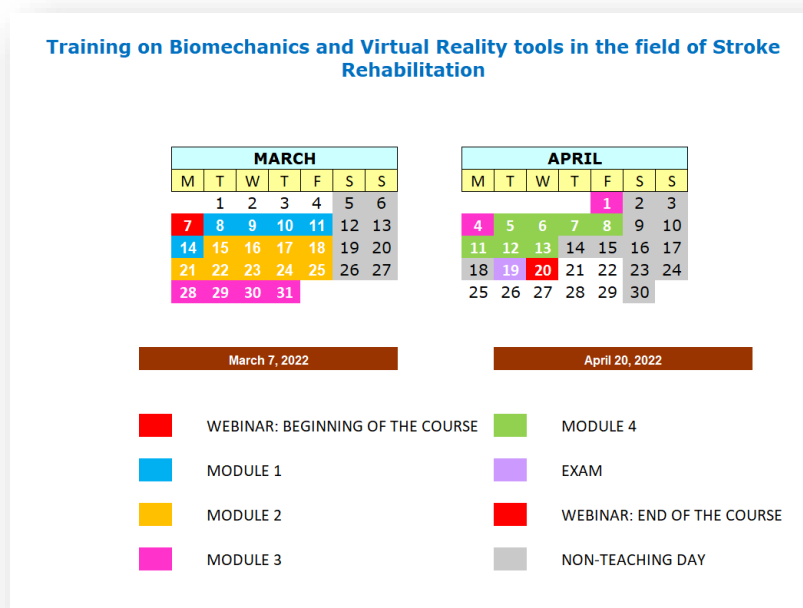 Training on Biomechanics and Virtual Reality tools in the field of Stroke
Rehabilitation
MARCH
M T W T F S S
1 2 3 4 5 6
7 8 9 10 11 12 13
14 15 16 17 18 19 20
21 22 23 24 25 26 27
28 29 30 31
APRIL
M T W T F S S
1 2 3
4 5 6 7 8 9 10
11 12 13 14 15 16 17
18 19 20 21 22 23 24
25 26 27 28 29 30
March 7, 2022
April 20, 2022
WEBINAR: BEGINNING OF THE COURSE
MODULE 1
MODULE 2
MODULE 3
MODULE 4
EXAM
WEBINAR: END OF THE COURSE
NON-TEACHING DAY